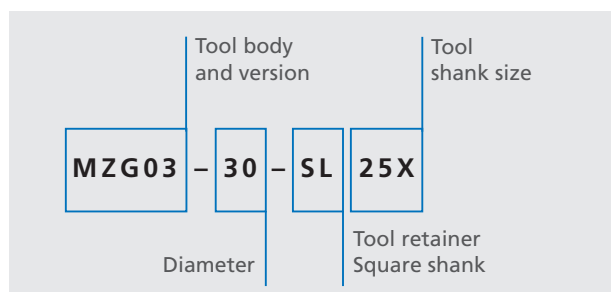 Tool body
and version
Tool
shank size
MZG03 – 30 – SL 25X
Diameter
Tool retainer
Square shank